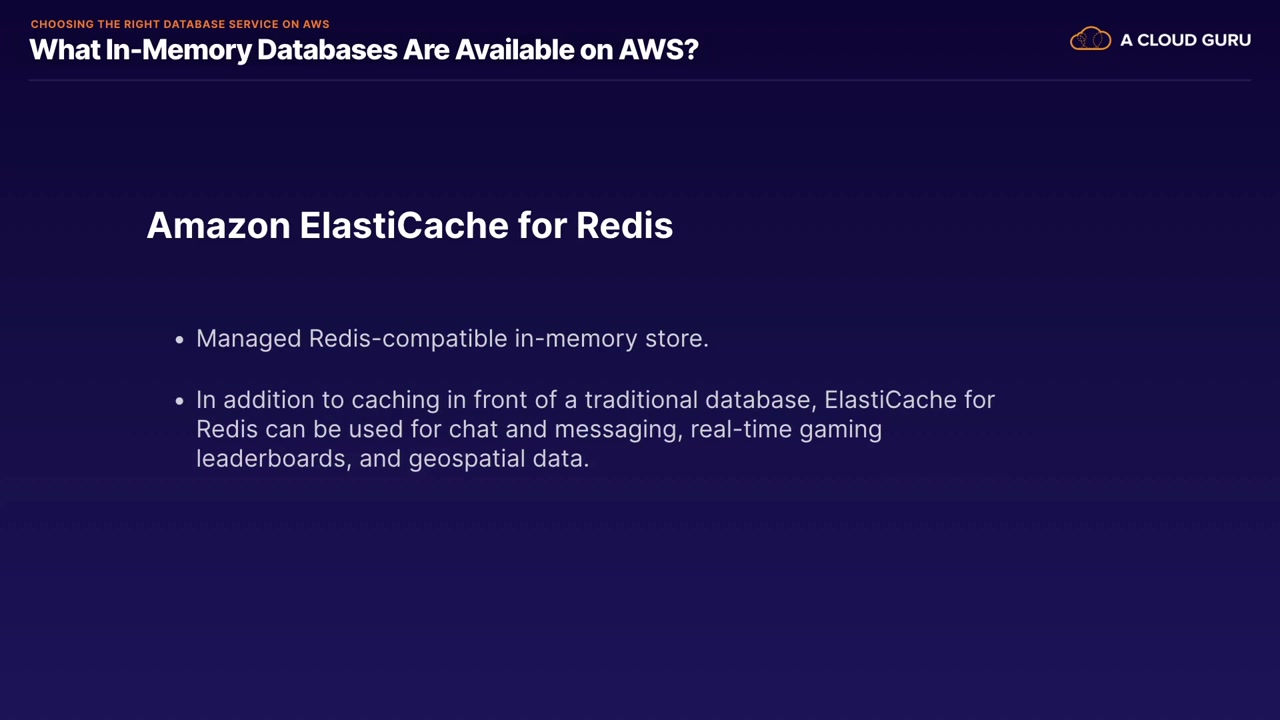 CHOOSING THE RIGHT DATABASE SERVICE ON AWS
What In-Memory Databases Are Available on AWS?
A CLOUD GURU
Amazon ElastiCache for Redis
• Managed Redis-compatible in-memory store.
• In addition to caching in front of a traditional database, ElastiCache for
Redis can be used for chat and messaging, real-time gaming
leaderboards, and geospatial data.